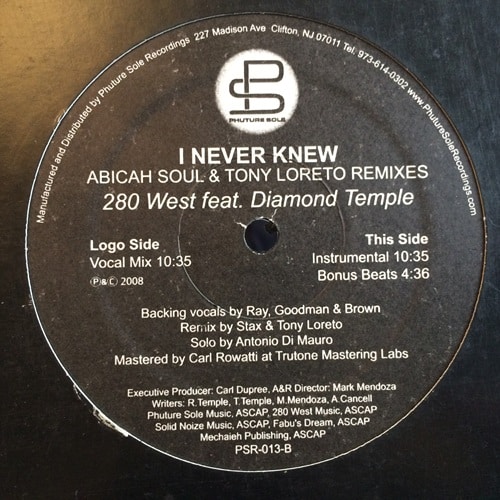 Manufactured and Distributed by Phuture Sole Recordings 227 Madison Ave Clifton, NJ 07011 Tel. 973-614-0302 www.PhutureSoleRecordings.com
PHUTURE SOLE
I NEVER KNEW
ABICAH SOUL & TONY LORETO REMIXES
280 West feat. Diamond Temple
Logo Side
Vocal Mix 10:35
℗&© 2008
This Side
Instrumental 10:35
Bonus Beats 4:36
Backing vocals by Ray, Goodman & Brown
Remix by Stax & Tony Loreto
Solo by Antonio Di Mauro
Mastered by Carl Rowatti at Trutone Mastering Labs
Executive Producer: Carl Dupree, A&R Director: Mark Mendoza
Writers: R.Temple, T.Temple, M.Mendoza, A.Cancell
Phuture Sole Music, ASCAP, 280 West Music, ASCAP
Solid Noize Music, ASCAP, Fabu's Dream, ASCAP
Mechaieh Publishing, ASCAP
PSR-013-B